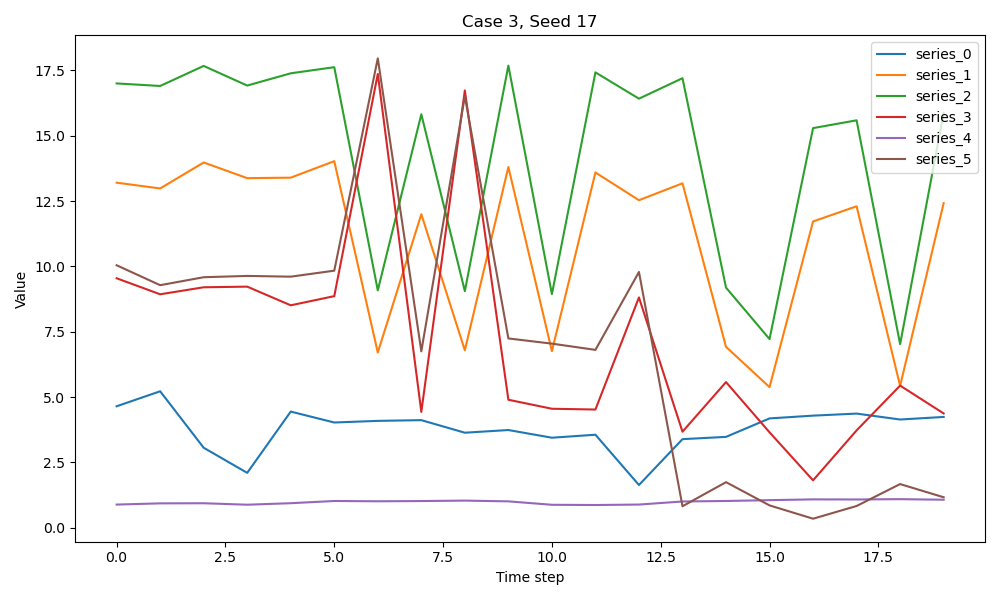 Case 3, Seed 17
series_0
series_1
series_2
series_3
series_4
series_5
Value
17.5
15.0
12.5
10.0
7.5
5.0
2.5
0.0
0.0 2.5 5.0 7.5 10.0 12.5 15.0 17.5
Time step